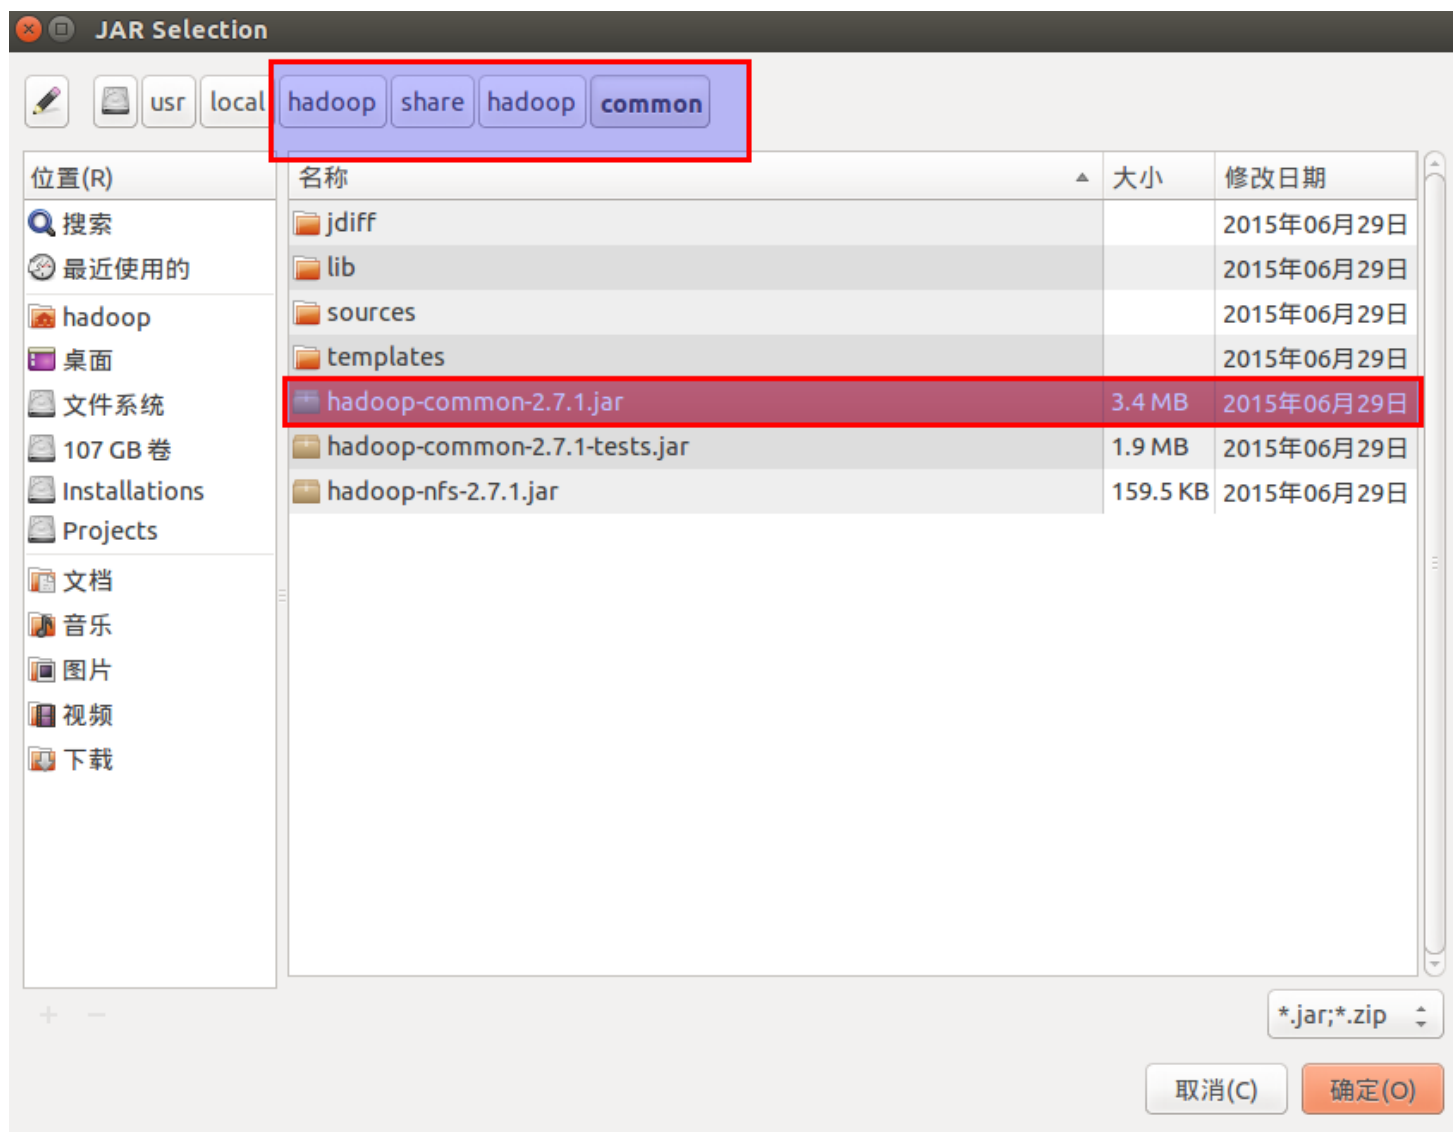 JAR Selection
usr local hadoop share hadoop common
位置(R) 名称 大小 修改日期
搜索 jdiff 2015年06月29日
最近使用的 lib 2015年06月29日
hadoop sources 2015年06月29日
桌面 templates 2015年06月29日
文件系统 hadoop-common-2.7.1.jar 3.4 MB 2015年06月29日
107 GB 卷 hadoop-common-2.7.1-tests.jar 1.9 MB 2015年06月29日
Installations hadoop-nfs-2.7.1.jar 159.5 KB 2015年06月29日
Projects
文档
音乐
图片
视频
下载
*.jar;*.zip
取消(C) 确定(O)